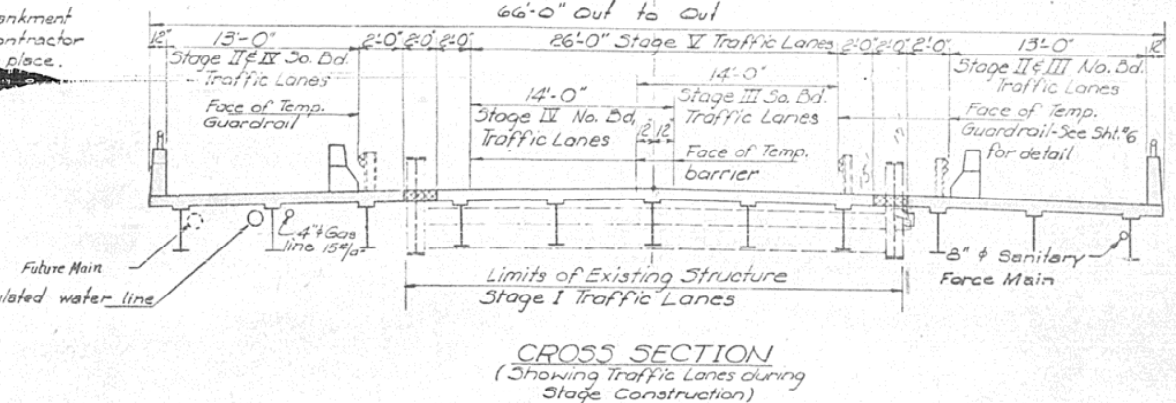 66'-0" Out to Out
ankment
ontractor
place.
12" 13'-0" 2'-0" 2'-0" 2'-0" 26'-0" Stage V Traffic Lanes 2'-0" 2'-0" 2'-0" 13'-0" 12"
Stage II & IV So. Bd.
Traffic Lanes
Face of Temp.
Guardrail
14'-0"
Stage IV No. Bd.
Traffic Lanes
14'-0"
Stage III So. Bd.
Traffic Lanes
12" 12"
Face of Temp.
barrier
Stage II & III No. Bd.
Traffic Lanes
Face of Temp.
Guardrail-See Sht. #6
for detail
Future Main
ulated water line
4" φ Gas
line 15#/a'
Limits of Existing Structure
Stage I Traffic Lanes
8" φ Sanitary
Force Main
CROSS SECTION
(Showing Traffic Lanes during
Stage Construction)